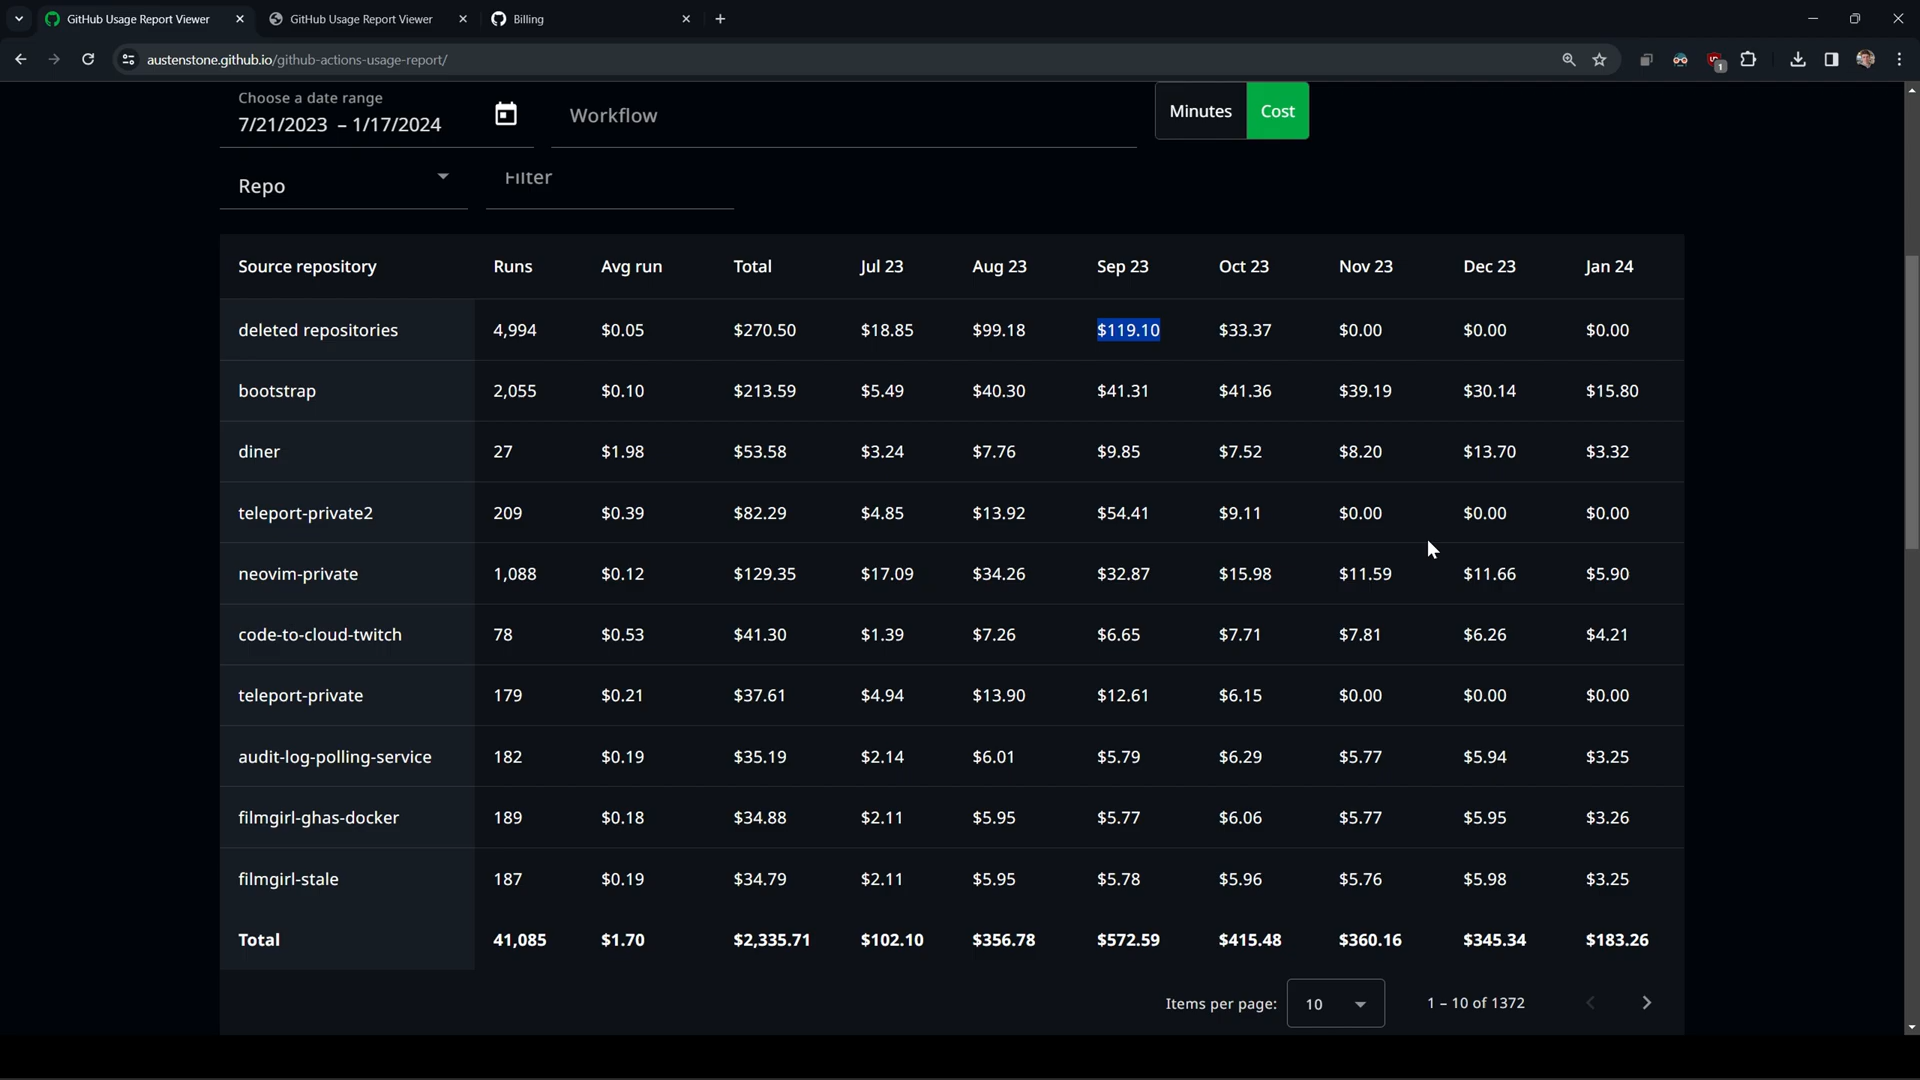 GitHub Usage Report Viewer
GitHub Usage Report Viewer
Billing
austenstone.github.io/github-actions-usage-report/
1
Choose a date range
7/21/2023 – 1/17/2024
Workflow
Minutes Cost
Repo
Filter
Source repository Runs Avg run Total Jul 23 Aug 23 Sep 23 Oct 23 Nov 23 Dec 23 Jan 24
deleted repositories 4,994 $0.05 $270.50 $18.85 $99.18 $119.10 $33.37 $0.00 $0.00 $0.00
bootstrap 2,055 $0.10 $213.59 $5.49 $40.30 $41.31 $41.36 $39.19 $30.14 $15.80
diner 27 $1.98 $53.58 $3.24 $7.76 $9.85 $7.52 $8.20 $13.70 $3.32
teleport-private2 209 $0.39 $82.29 $4.85 $13.92 $54.41 $9.11 $0.00 $0.00 $0.00
neovim-private 1,088 $0.12 $129.35 $17.09 $34.26 $32.87 $15.98 $11.59 $11.66 $5.90
code-to-cloud-twitch 78 $0.53 $41.30 $1.39 $7.26 $6.65 $7.71 $7.81 $6.26 $4.21
teleport-private 179 $0.21 $37.61 $4.94 $13.90 $12.61 $6.15 $0.00 $0.00 $0.00
audit-log-polling-service 182 $0.19 $35.19 $2.14 $6.01 $5.79 $6.29 $5.77 $5.94 $3.25
filmgirl-ghas-docker 189 $0.18 $34.88 $2.11 $5.95 $5.77 $6.06 $5.77 $5.95 $3.26
filmgirl-stale 187 $0.19 $34.79 $2.11 $5.95 $5.78 $5.96 $5.76 $5.98 $3.25
Total 41,085 $1.70 $2,335.71 $102.10 $356.78 $572.59 $415.48 $360.16 $345.34 $183.26
Items per page: 10 1 – 10 of 1372